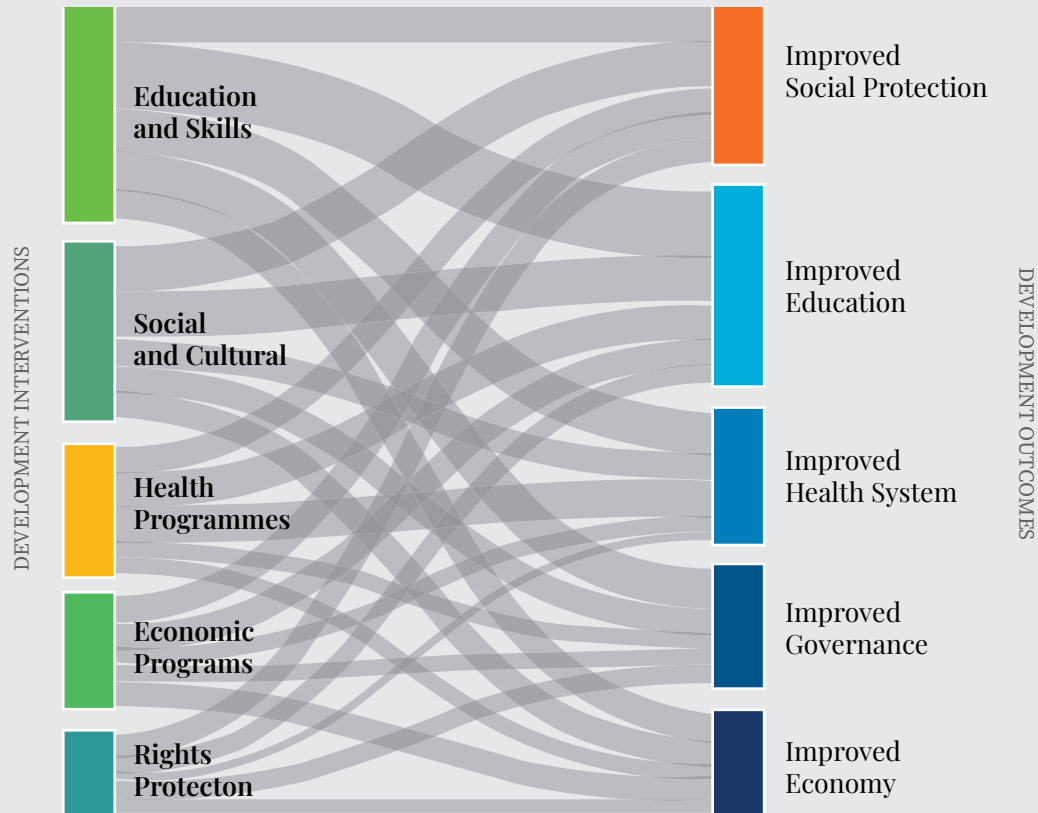 DEVELOPMENT INTERVENTIONS
Education
and Skills
Social
and Cultural
Health
Programmes
Economic
Programs
Rights
Protecton
Improved
Social Protection
Improved
Education
Improved
Health System
Improved
Governance
Improved
Economy
DEVELOPMENT OUTCOMES